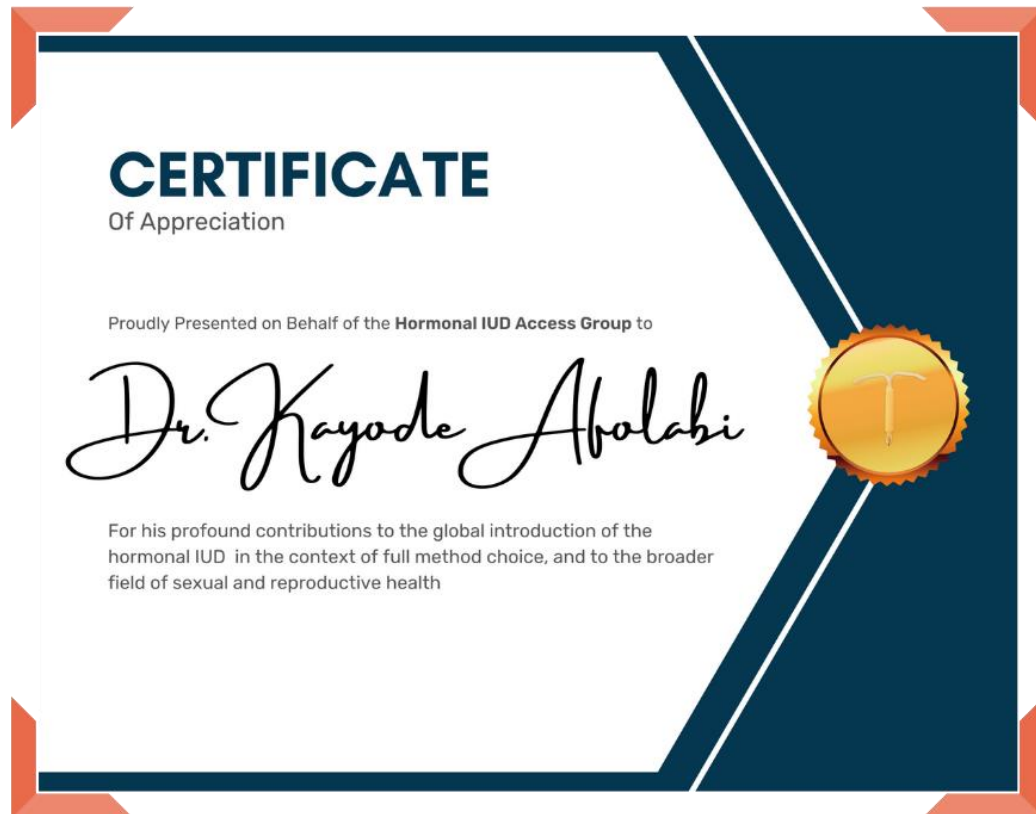 CERTIFICATE
Of Appreciation
Proudly Presented on Behalf of the Hormonal IUD Access Group to
Dr. Kayode Afolabi
For his profound contributions to the global introduction of the
hormonal IUD in the context of full method choice, and to the broader
field of sexual and reproductive health